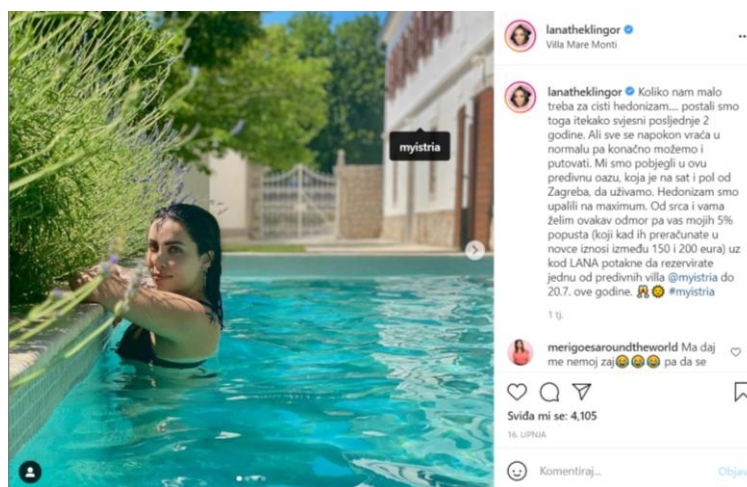 lanatheklingor
Villa Mare Monti
lanatheklingor Koliko nam malo
treba za cisti hedonizam.... postali smo
toga itekako svjesni posljednje 2
godine. Ali sve se napokon vraća u
normalu pa konačno možemo i
putovati. Mi smo pobjegli u ovu
predivnu oazu, koja je na sat i pol od
Zagreba, da uživamo. Hedonizam smo
upalili na maximum. Od srca i vama
želim ovakav odmor pa vas mojih 5%
popusta (koji kad ih preračunate u
novce iznosi između 150 i 200 eura) uz
kod LANA potakne da rezervirate
jednu od predivnih villa @myistria do
20.7. ove godine. 🥂🌞 #myistria
1 tj.
merigoesaroundtheworld Ma daj
me nemoj zaj😂😂😂 pa da se
Sviđa mi se: 4,105
16. LIPNJA
Komentiraj...
Objav
myistria